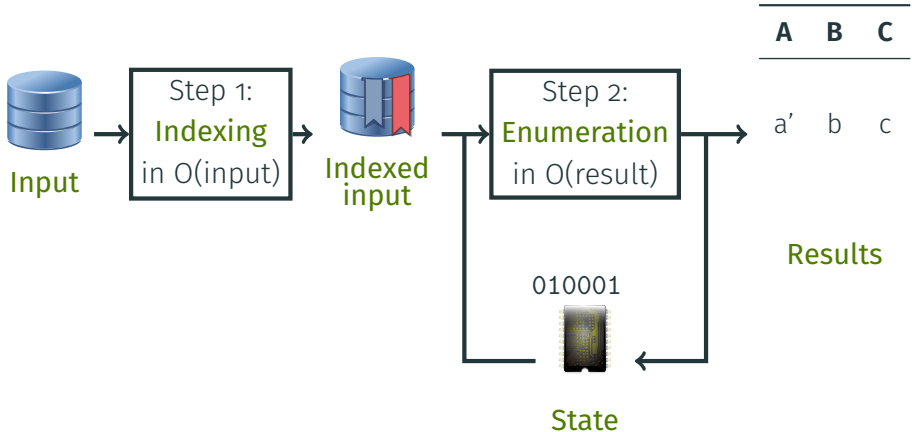 A B C
Step 1:
Indexing
in O(input)
Step 2:
Enumeration
in O(result)
a' b c
Input
Indexed
input
Results
010001
State